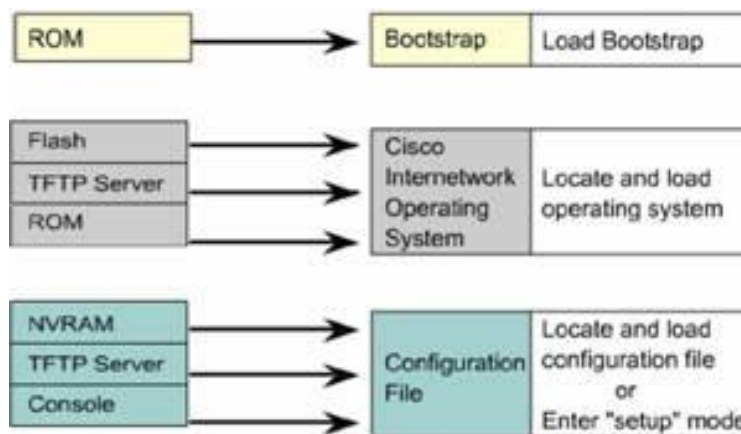 ROM
Bootstrap
Load Bootstrap
Flash
TFTP Server
ROM
Cisco
Internetwork
Operating
System
Locate and load
operating system
NVRAM
TFTP Server
Console
Configuration
File
Locate and load
configuration file
or
Enter "setup" mode